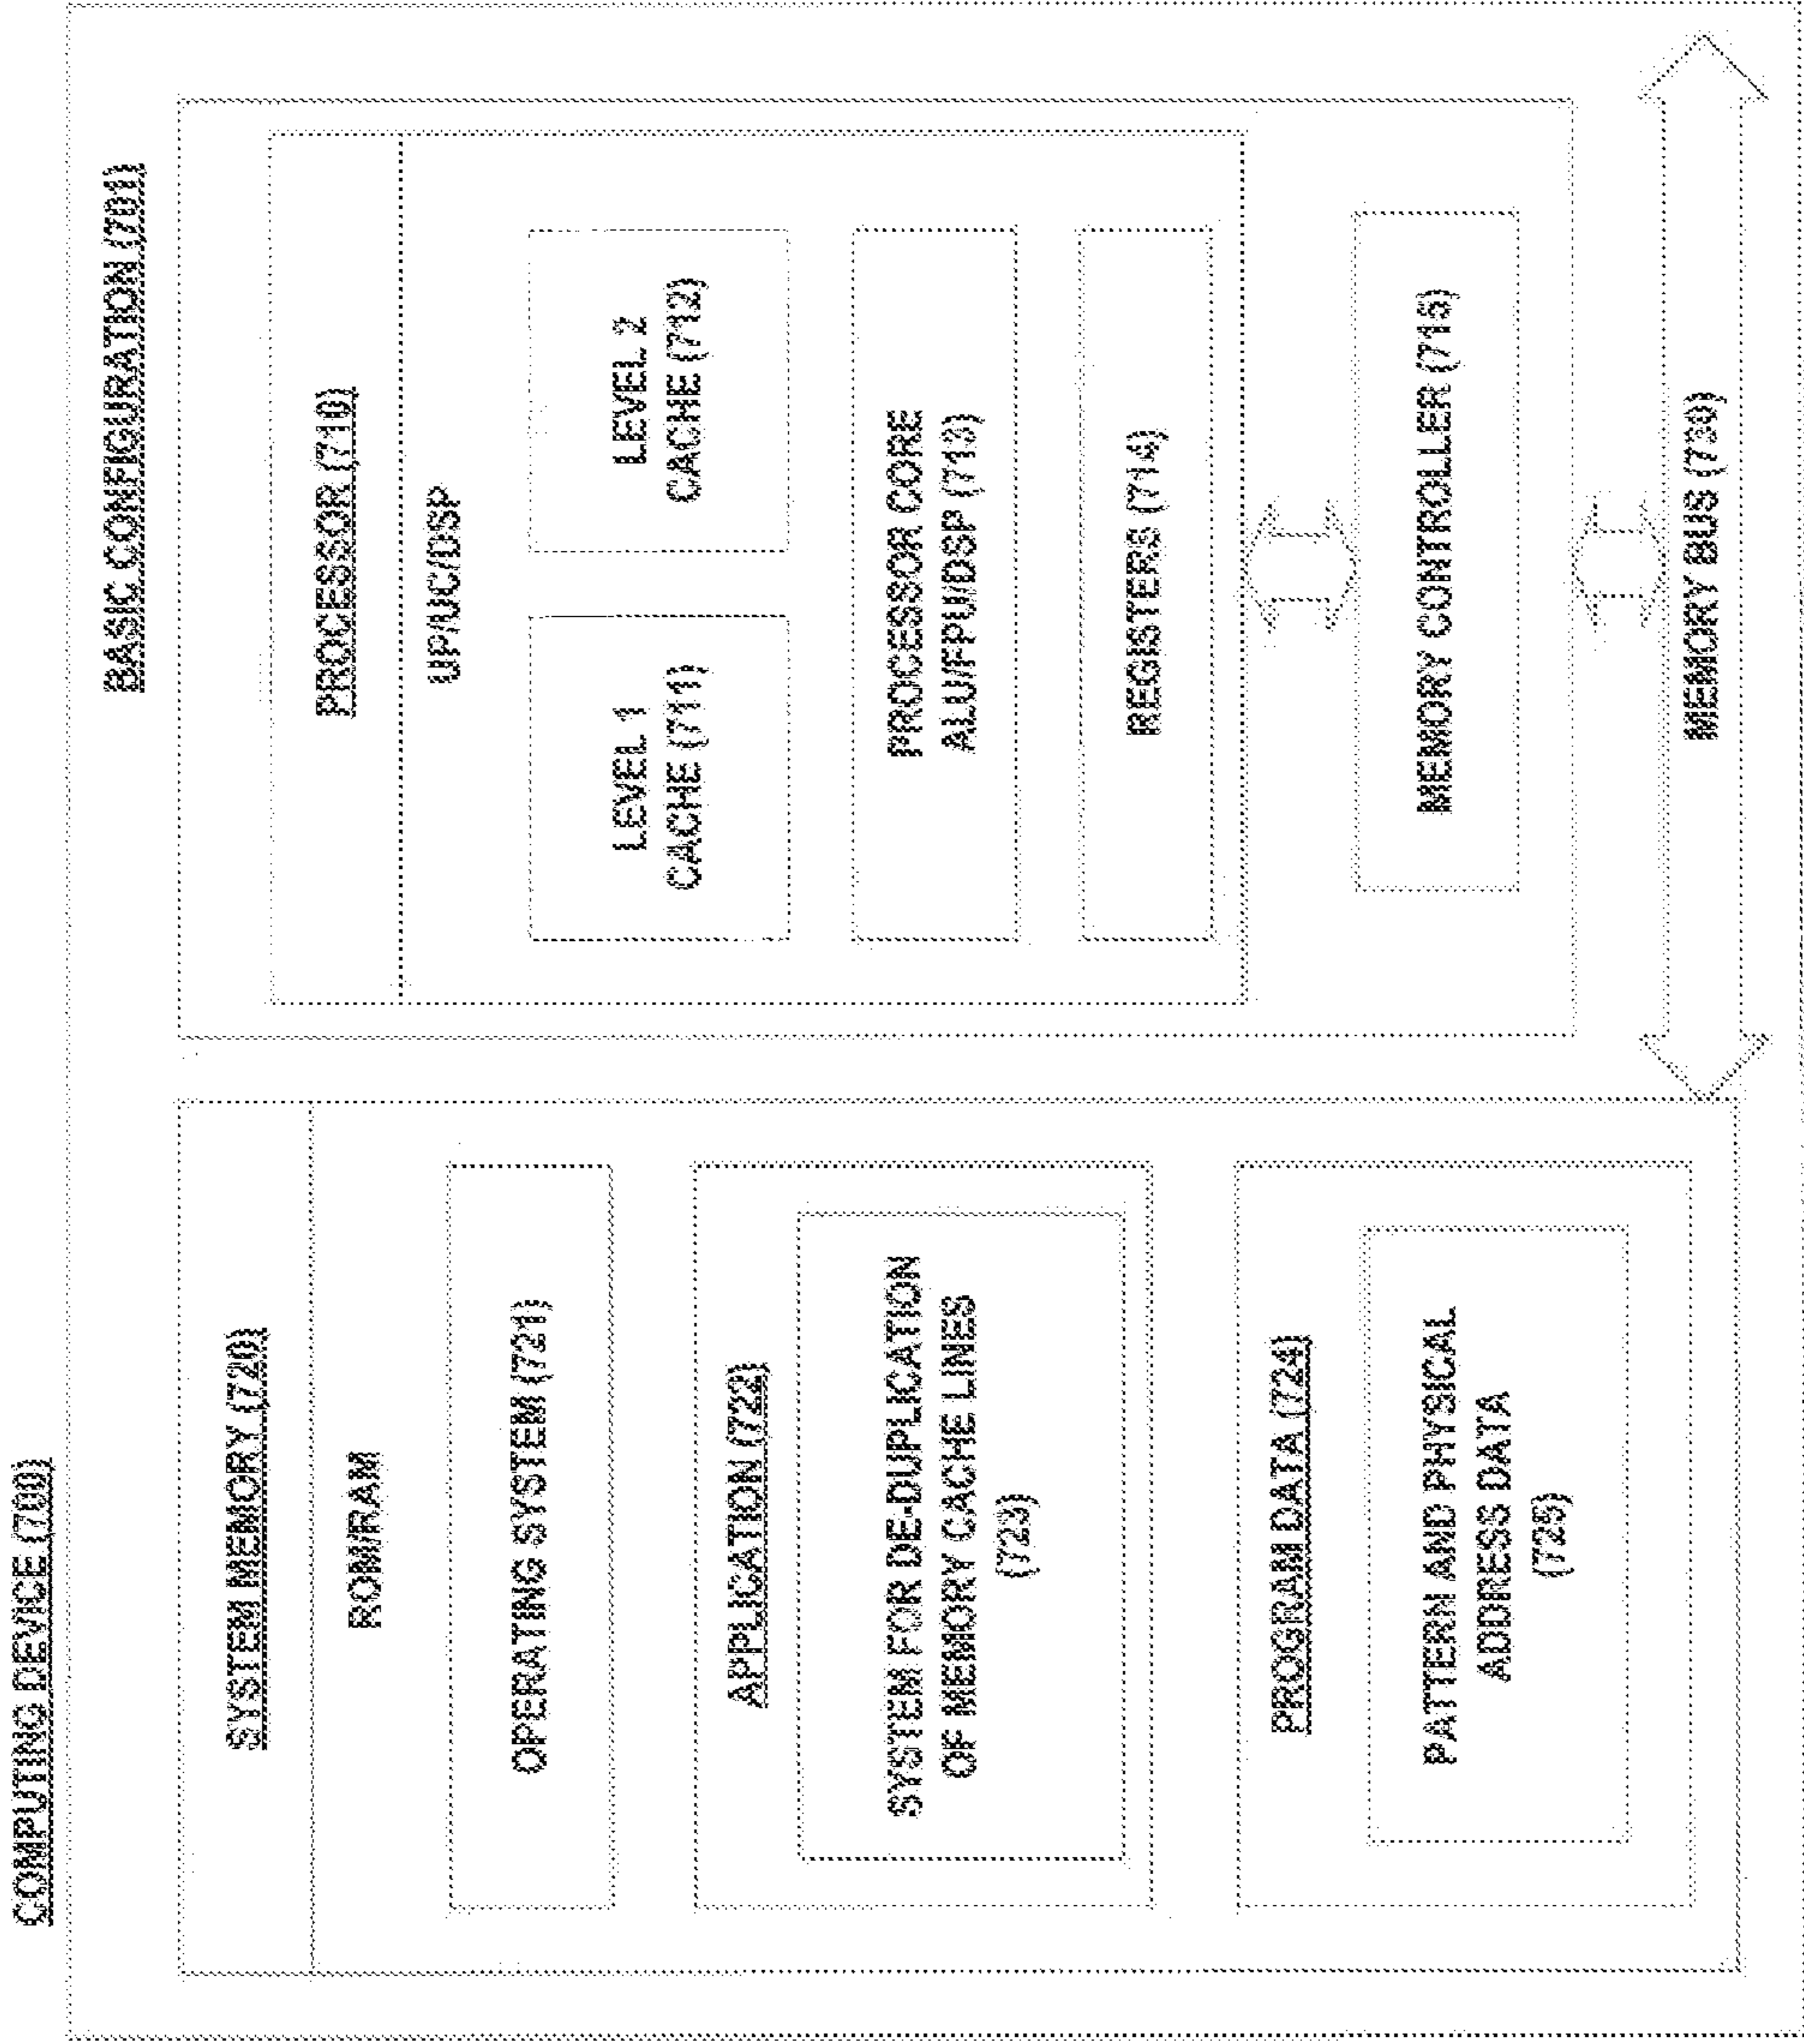 COMPUTING DEVICE (700)
BASIC CONFIGURATION (701)
SYSTEM MEMORY (720)
ROM/RAM
OPERATING SYSTEM (721)
APPLICATION (722)
SYSTEM FOR DE-DUPLICATION
OF MEMORY CACHE LINES
(723)
PROGRAM DATA (724)
PATTERN AND PHYSICAL
ADDRESS DATA
(725)
PROCESSOR (710)
UP/UC/DSP
LEVEL 1
CACHE (711)
LEVEL 2
CACHE (712)
PROCESSOR CORE
ALU/FPU/DSP (713)
REGISTERS (714)
MEMORY CONTROLLER (715)
MEMORY BUS (730)